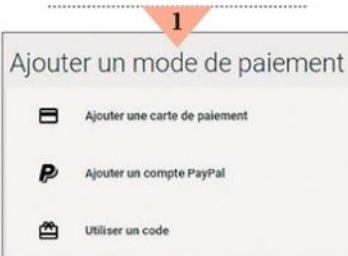 1
Ajouter un mode de paiement
Ajouter une carte de paiement
Ajouter un compte PayPal
Utiliser un code